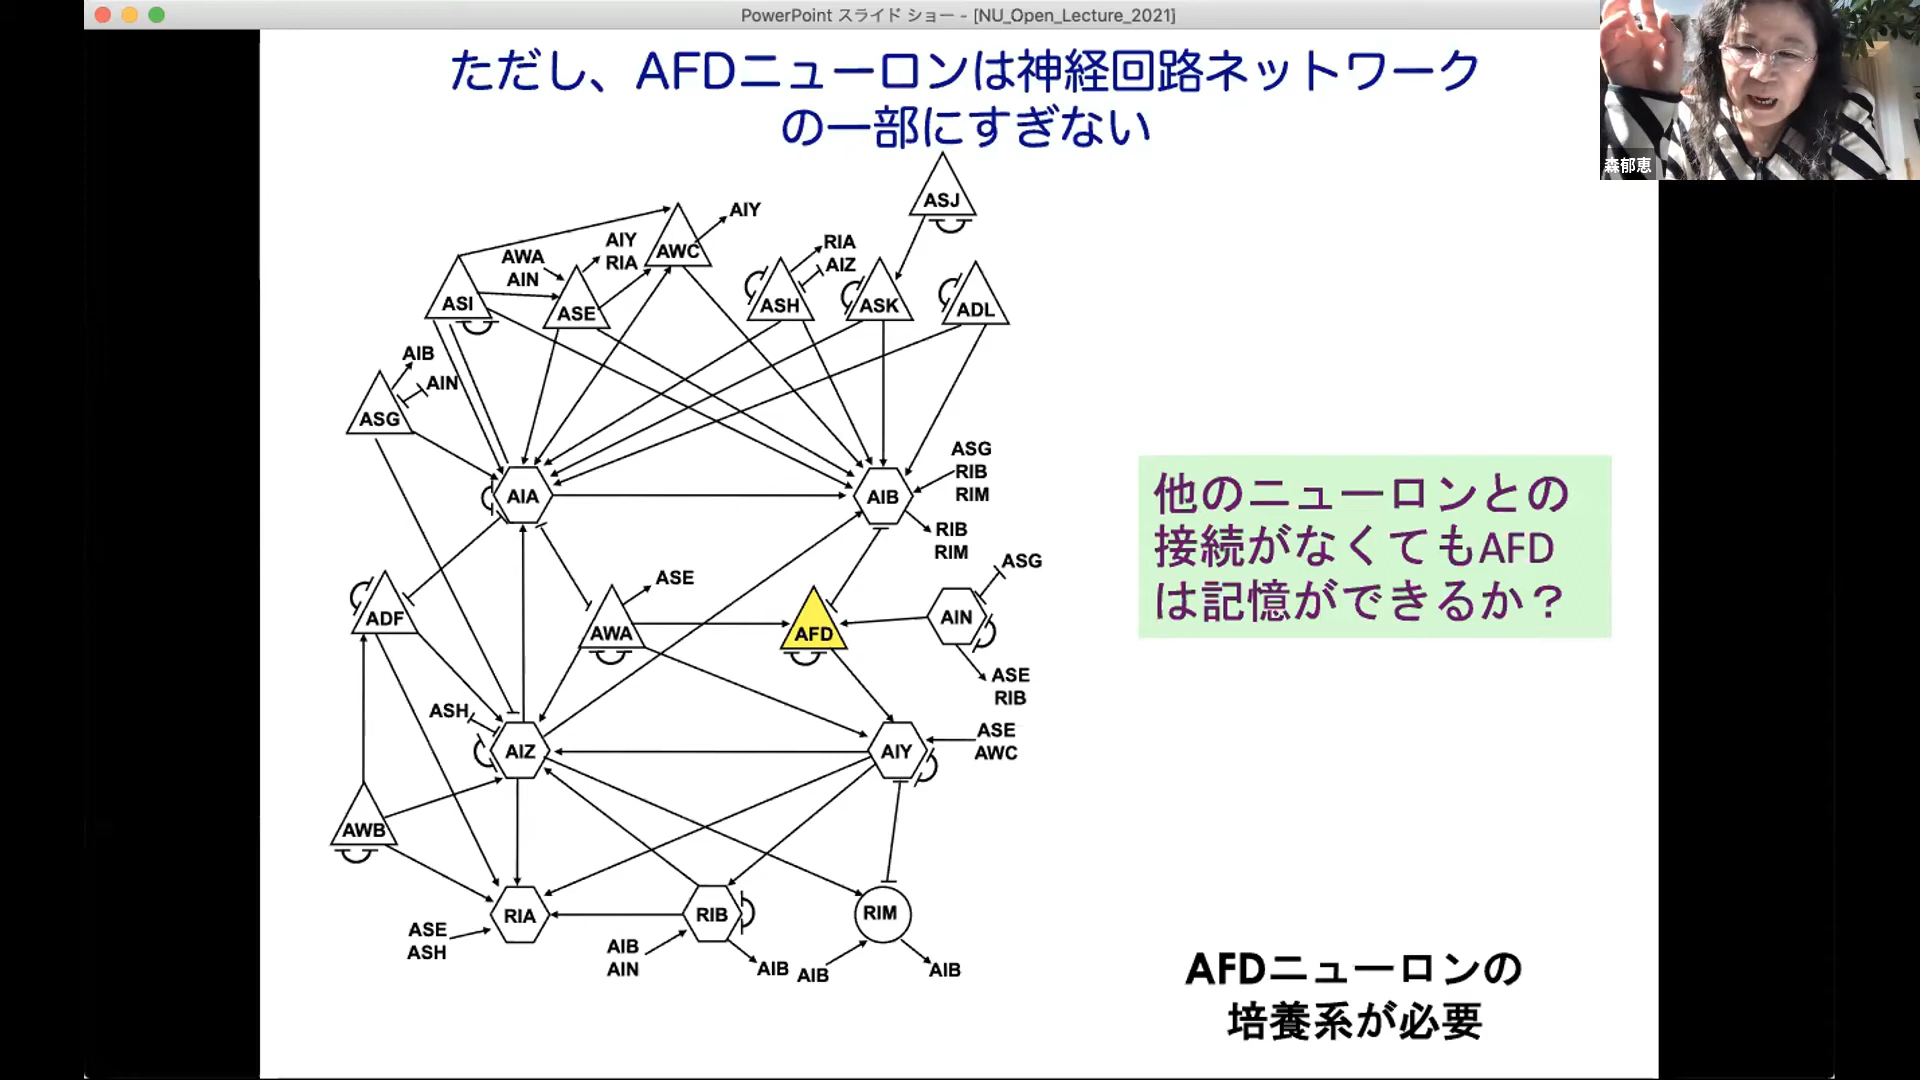 PowerPoint スライド ショー - [NU_Open_Lecture_2021]
森郁恵
ただし、AFDニューロンは神経回路ネットワーク
の一部にすぎない
ASJ
AIY
AWC
AIY
RIA
AWA
AIN
RIA
AIZ
ASI
ASE
ASH
ASK
ADL
AIB
AIN
ASG
AIA
AIB
ASG
RIB
RIM
RIB
RIM
ASG
ASE
ADF
AWA
AFD
AIN
ASE
RIB
ASH
AIZ
AIY
ASE
AWC
AWB
RIA
RIB
RIM
ASE
ASH
AIB
AIN
AIB
AIB
AIB
他のニューロンとの
接続がなくてもAFD
は記憶ができるか？
AFDニューロンの
培養系が必要